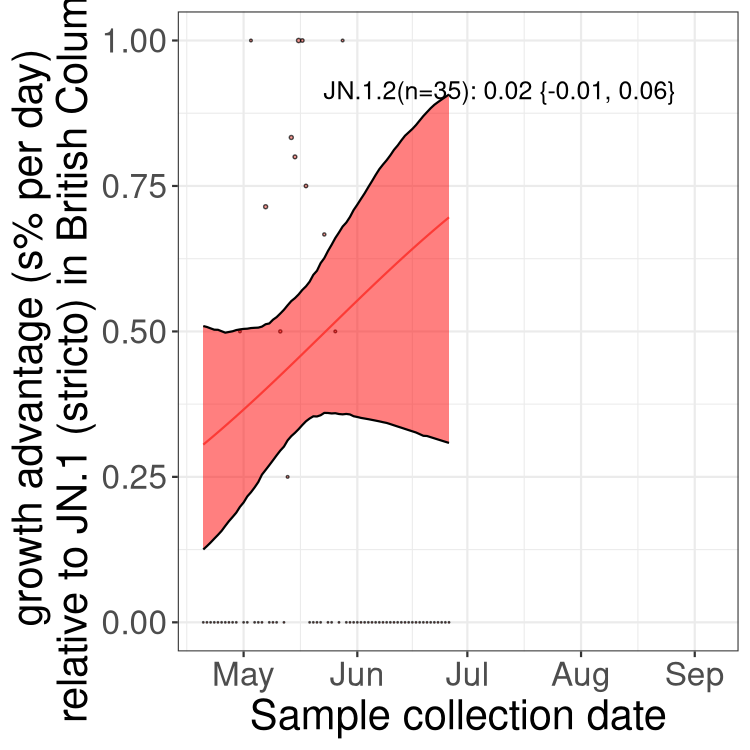 growth advantage (s% per day)
relative to JN.1 (stricto) in British Colum
1.00
0.75
0.50
0.25
0.00
JN.1.2(n=35): 0.02 {-0.01, 0.06}
May Jun Jul Aug Sep
Sample collection date